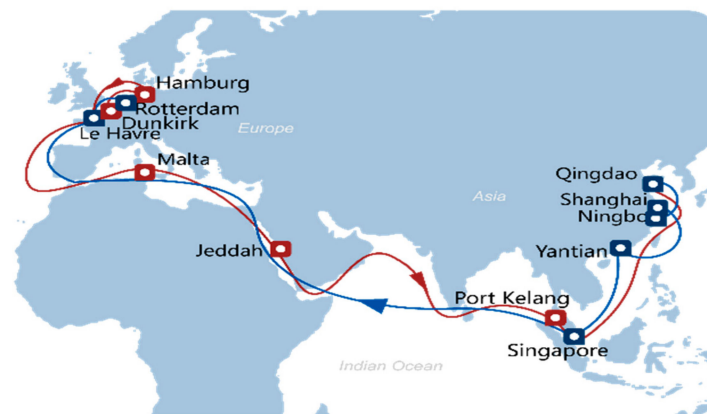 Hamburg
Rotterdam
Dunkirk
Le Havre
Europe
Malta
Qingdao
Asia
Shanghai
Ningbo
Jeddah
Yantian
Port Kelang
Singapore
Indian Ocean